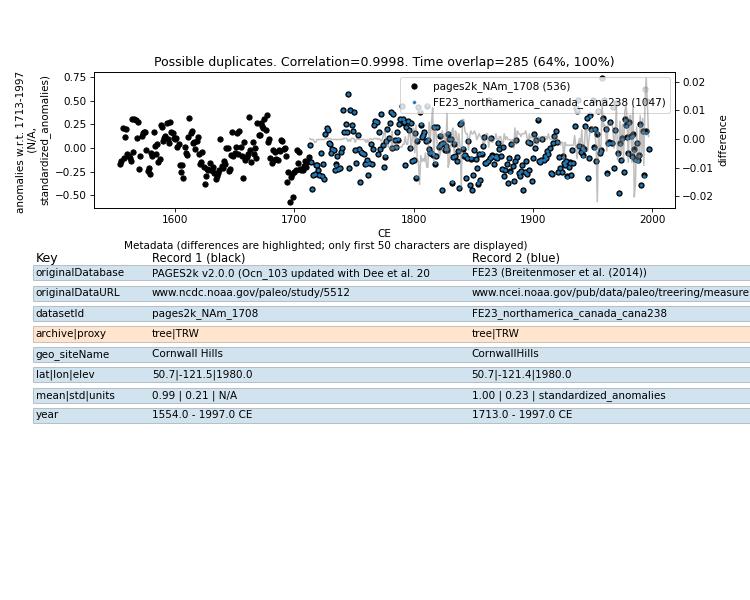 Possible duplicates. Correlation=0.9998. Time overlap=285 (64%, 100%)
anomalies w.r.t. 1713-1997
(N/A,
standardized_anomalies)
0.75
0.50
0.25
0.00
−0.25
−0.50
pages2k_NAm_1708 (536)
FE23_northamerica_canada_cana238 (1047)
0.02
0.01
0.00
−0.01
−0.02
difference
1600 1700 1800 1900 2000
CE
Metadata (differences are highlighted; only first 50 characters are displayed)
Key Record 1 (black) Record 2 (blue)
originalDatabase PAGES2k v2.0.0 (Ocn_103 updated with Dee et al. 20 FE23 (Breitenmoser et al. (2014))
originalDataURL www.ncdc.noaa.gov/paleo/study/5512 www.ncei.noaa.gov/pub/data/paleo/treering/measure
datasetId pages2k_NAm_1708 FE23_northamerica_canada_cana238
archive|proxy tree|TRW tree|TRW
geo_siteName Cornwall Hills CornwallHills
lat|lon|elev 50.7|-121.5|1980.0 50.7|-121.4|1980.0
mean|std|units 0.99 | 0.21 | N/A 1.00 | 0.23 | standardized_anomalies
year 1554.0 - 1997.0 CE 1713.0 - 1997.0 CE